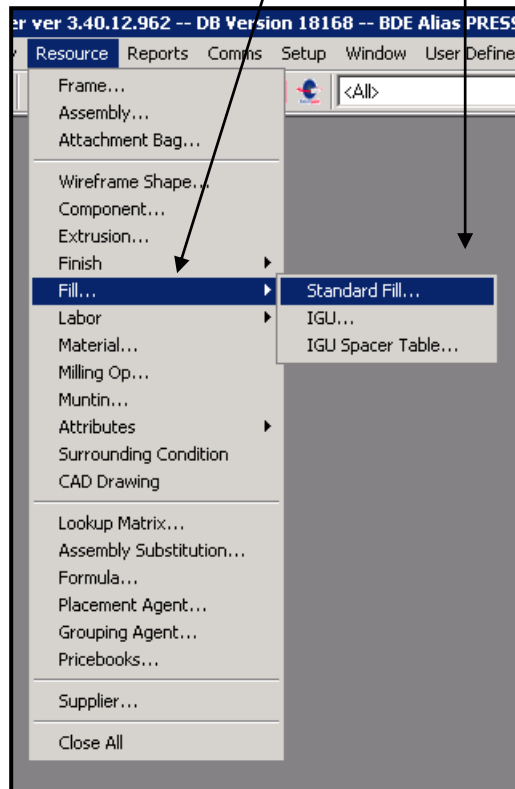 er ver 3.40.12.962 -- DB Version 18168 -- BDE Alias PRESS
Resource Reports Comms Setup Window User Define
<All>
Frame...
Assembly...
Attachment Bag...
Wireframe Shape...
Component...
Extrusion...
Finish
Fill...
Standard Fill...
Labor
IGU...
Material...
IGU Spacer Table...
Milling Op...
Muntin...
Attributes
Surrounding Condition
CAD Drawing
Lookup Matrix...
Assembly Substitution...
Formula...
Placement Agent...
Grouping Agent...
Pricebooks...
Supplier...
Close All